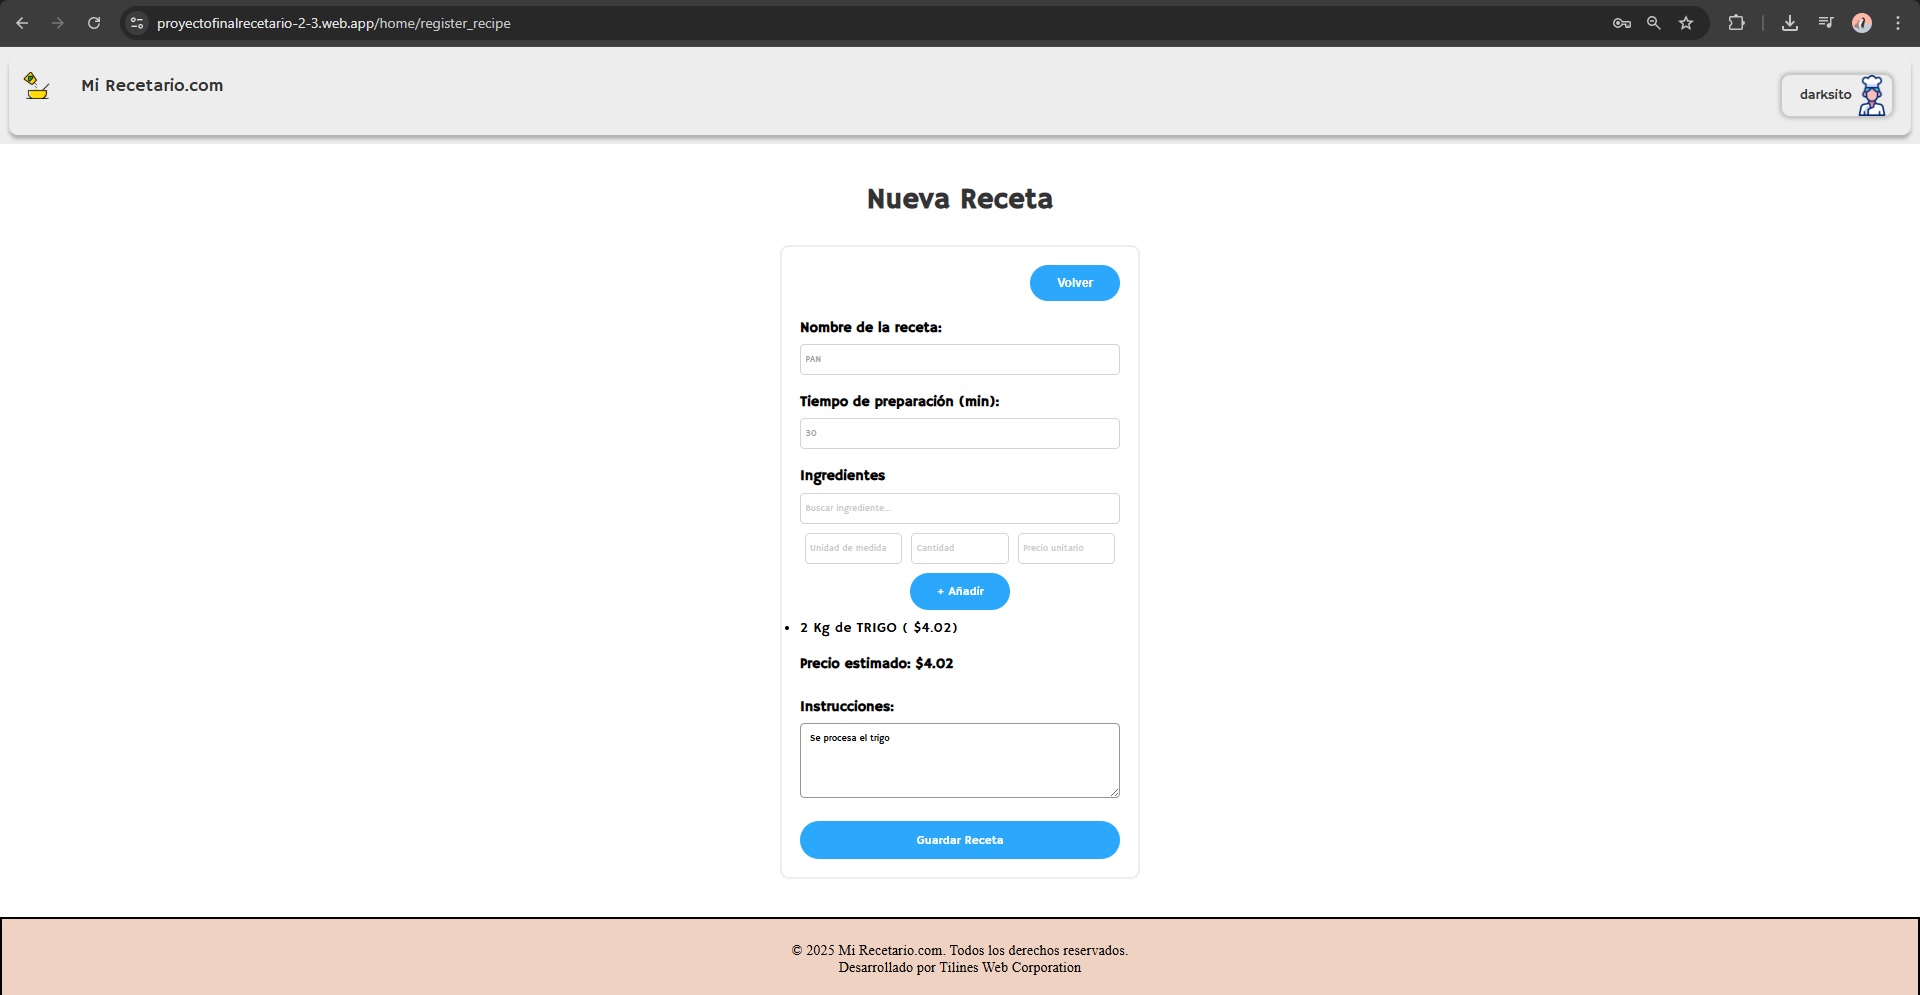 proyectofinalrecetario-2-3.web.app/home/register_recipe
Mi Recetario.com
darksito
Nueva Receta
Volver
Nombre de la receta:
PAN
Tiempo de preparación (min):
30
Ingredientes
Buscar ingrediente...
Unidad de medida Cantidad Precio unitario
+ Añadir
• 2 Kg de TRIGO ( $4.02)
Precio estimado: $4.02
Instrucciones:
Se procesa el trigo
Guardar Receta
© 2025 Mi Recetario.com. Todos los derechos reservados.
Desarrollado por Tilines Web Corporation